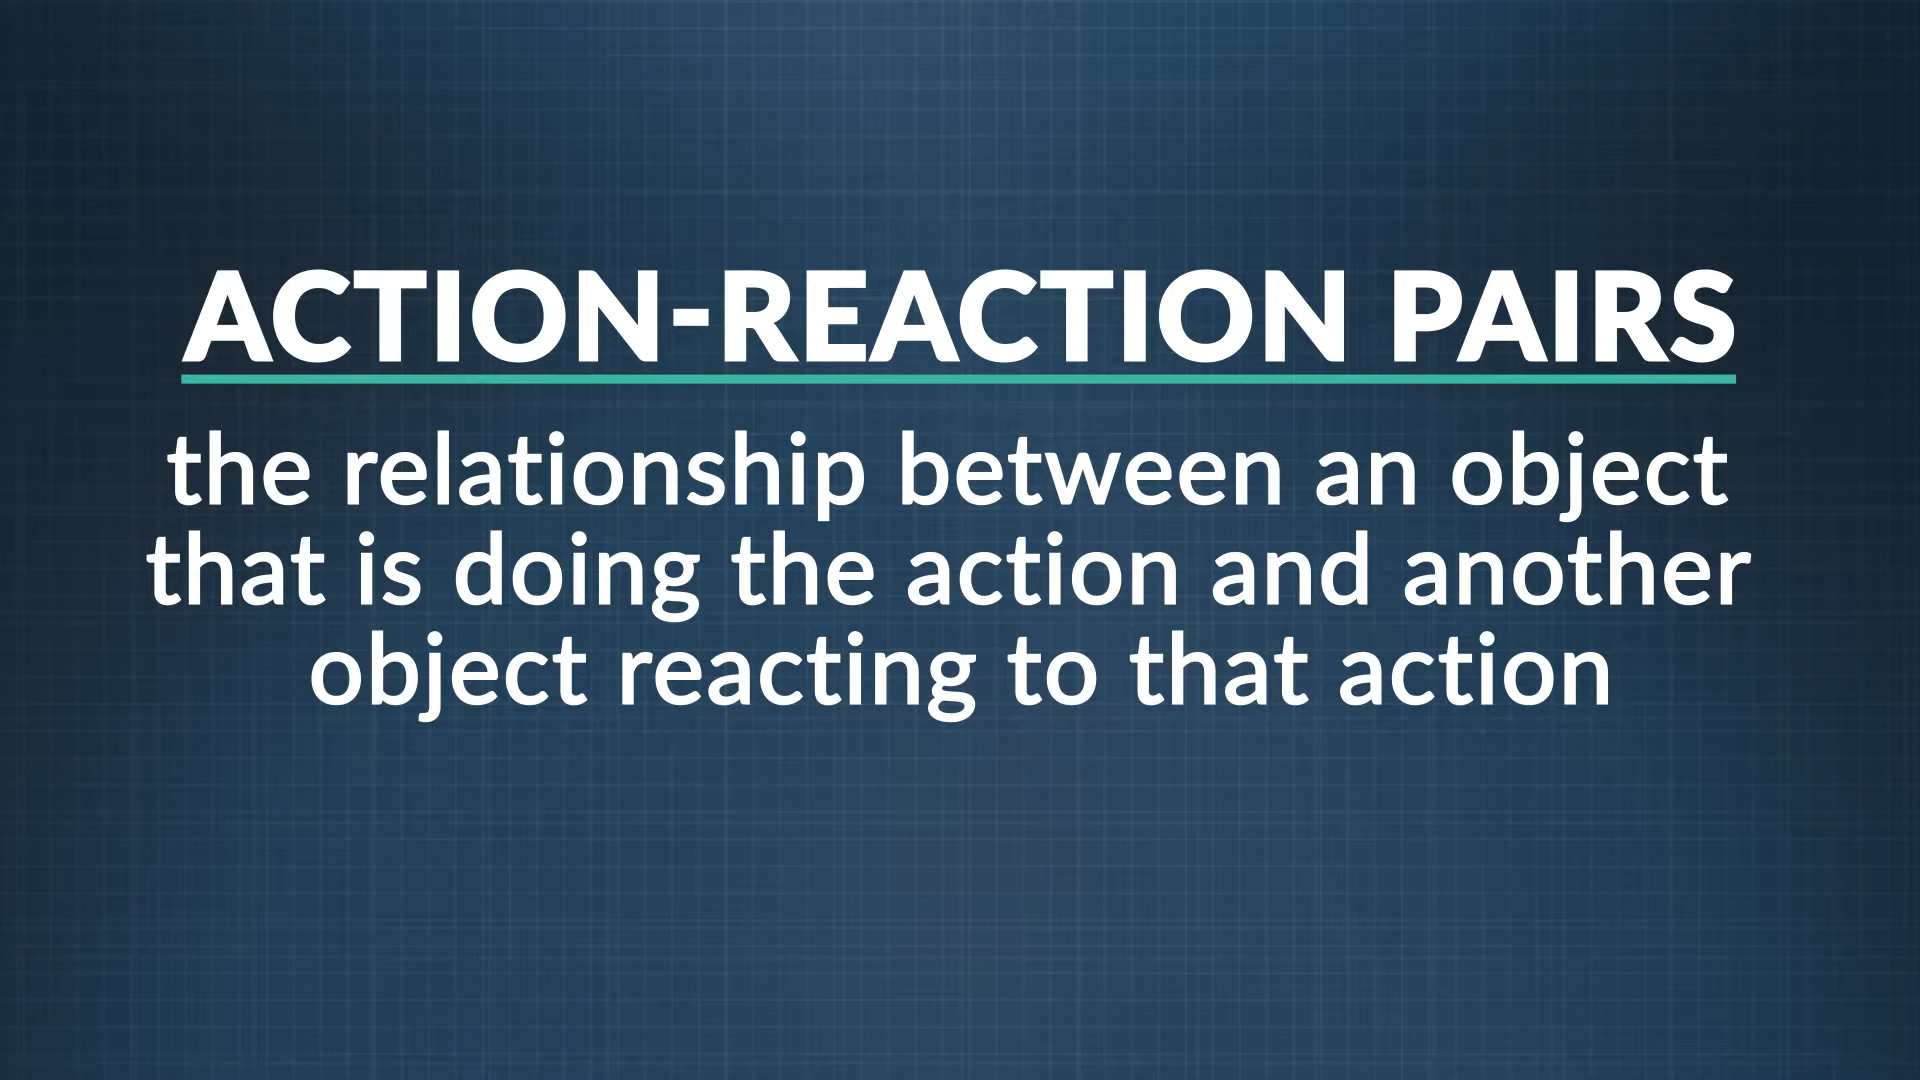 ACTION-REACTION PAIRS
the relationship between an object
that is doing the action and another
object reacting to that action